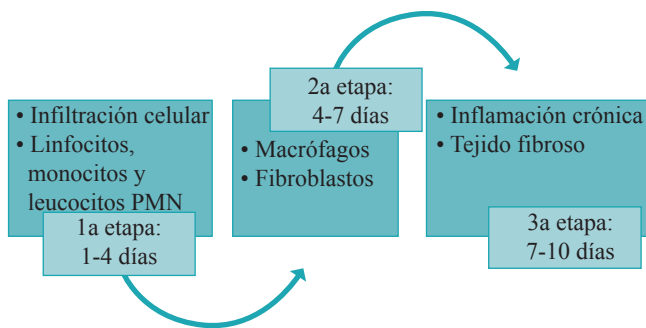 • Infiltración celular
• Linfocitos,
monocitos y
leucocitos PMN
1a etapa:
1-4 días
2a etapa:
4-7 días
• Macrófagos
• Fibroblastos
• Inflamación crónica
• Tejido fibroso
3a etapa:
7-10 días